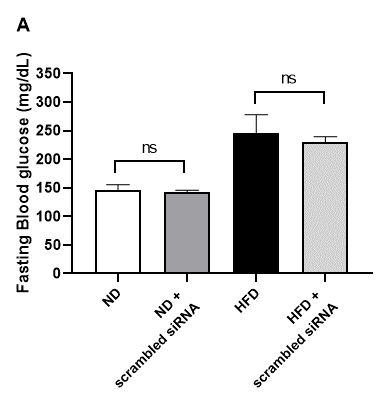 A
Fasting Blood glucose (mg/dL)
350
300
250
200
150
100
50
0
ns
ns
ND
ND +
scrambled siRNA
HFD
HFD +
scrambled siRNA